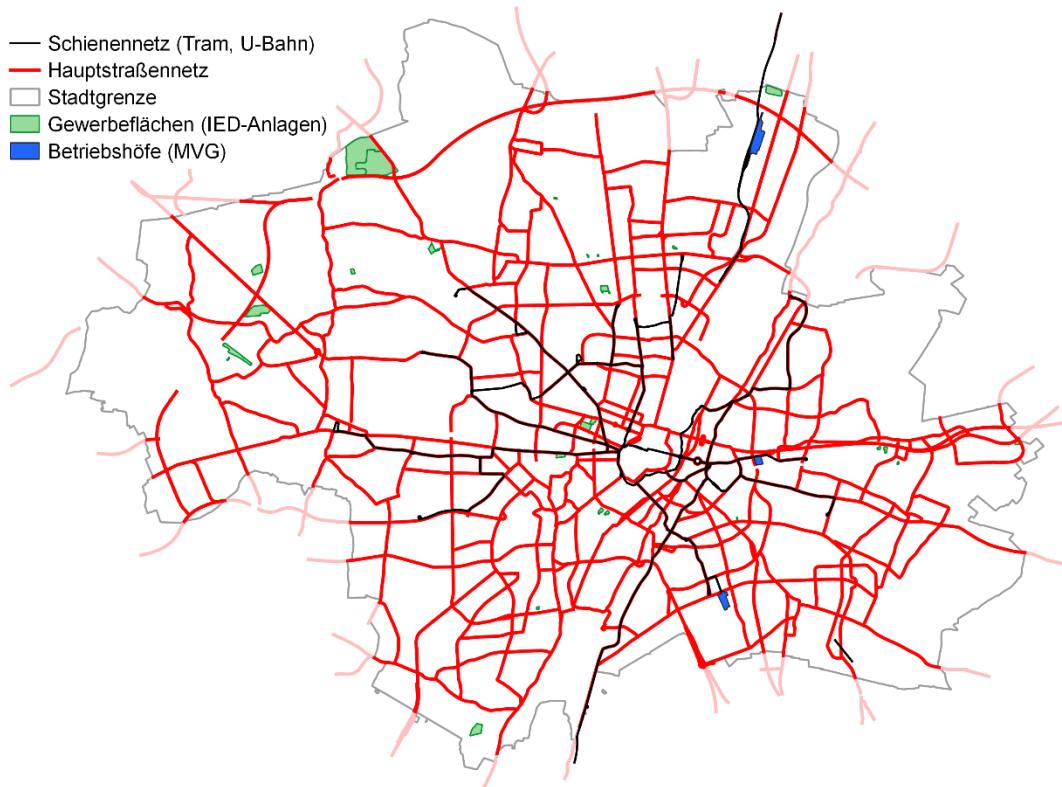 Schienennetz (Tram, U-Bahn)
Hauptstraßennetz
Stadtgrenze
Gewerbeflächen (IED-Anlagen)
Betriebshöfe (MVG)